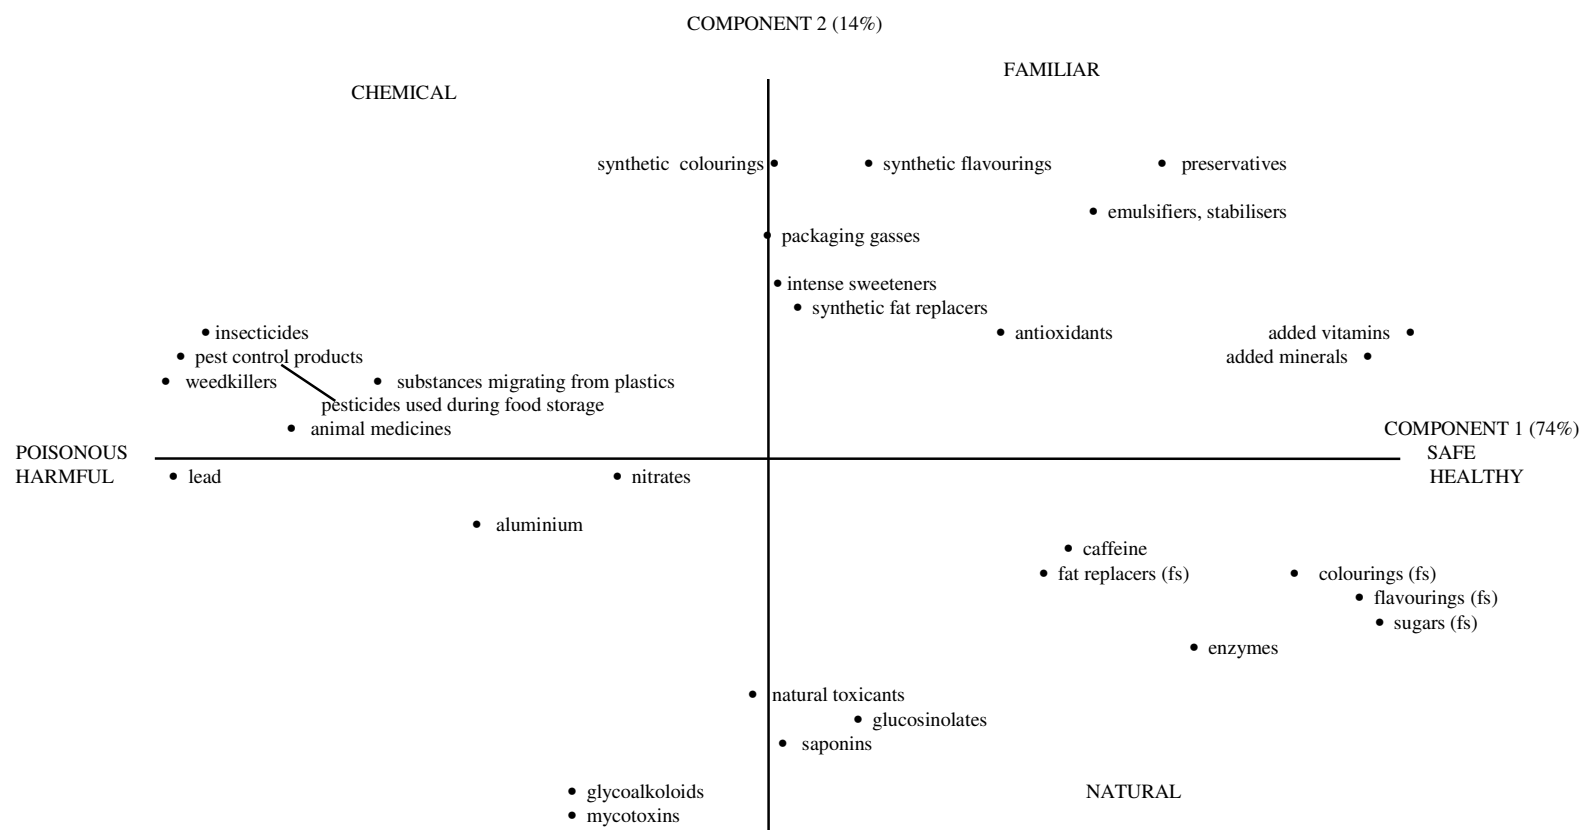 COMPONENT 2 (14%)
FAMILIAR
CHEMICAL
synthetic colourings
synthetic flavourings
preservatives
emulsifiers, stabilisers
packaging gasses
intense sweeteners
synthetic fat replacers
insecticides
antioxidants
added vitamins
pest control products
added minerals
weedkillers
substances migrating from plastics
pesticides used during food storage
animal medicines
COMPONENT 1 (74%)
POISONOUS
SAFE
HARMFUL
lead
nitrates
HEALTHY
aluminium
caffeine
fat replacers (fs)
colourings (fs)
flavourings (fs)
sugars (fs)
enzymes
natural toxicants
glucosinolates
saponins
glycoalkoloids
NATURAL
mycotoxins